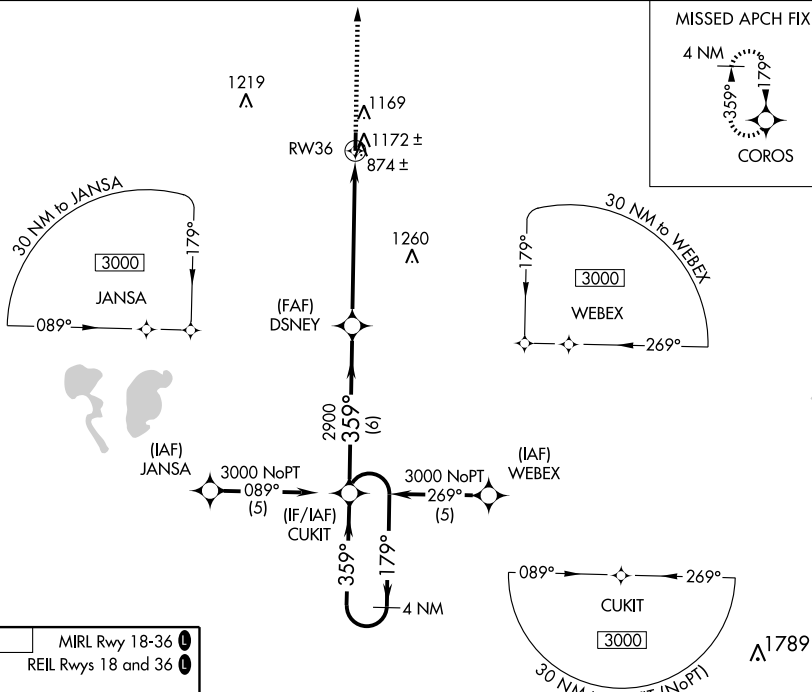 MISSED APCH FIX
4 NM
359°
179°
COROS
1219
1169
RW36
1172 ±
874 ±
1260
30 NM to JANSA
3000
JANSA
179°
089°
30 NM to WEBEX
179°
3000
WEBEX
269°
(FAF)
DSNEY
2900
359°
(6)
(IAF)
JANSA
3000 NoPT
089°
(5)
(IF/IAF)
CUKIT
3000 NoPT
269°
(5)
(IAF)
WEBEX
359°
179°
4 NM
089°
269°
CUKIT
3000
30 NM (NoPT)
1789
MIRL Rwy 18-36 L
REIL Rwys 18 and 36 L